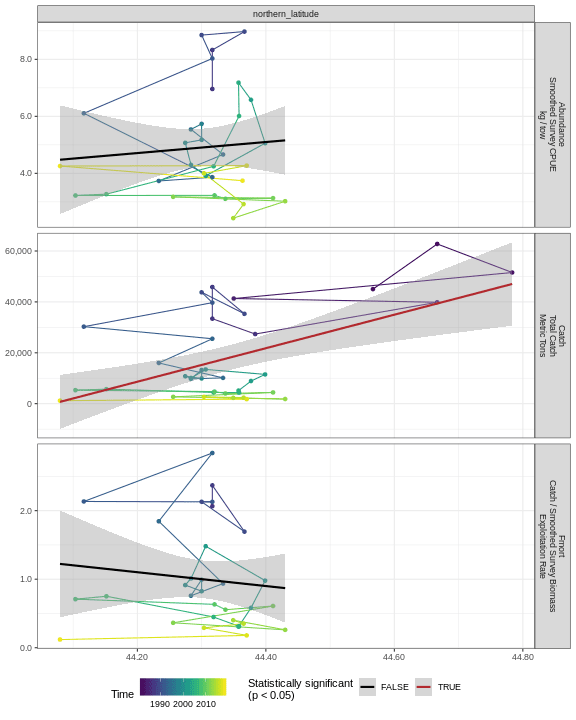 northern_latitude
8.0
6.0
4.0
Abundance
Smoothed Survey CPUE
kg / tow
60,000
40,000
20,000
0
Catch
Total Catch
Metric Tons
2.0
1.0
0.0
Fmort
Catch / Smoothed Survey Biomass
Exploitation Rate
44.20 44.40 44.60 44.80
Time
1990 2000 2010
Statistically significant
(p < 0.05)
FALSE TRUE